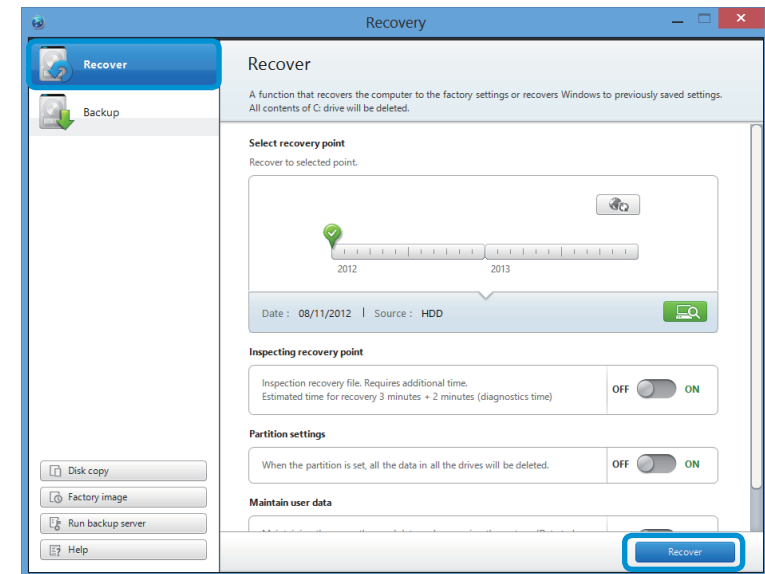 Recovery
Recover
Backup
Recover
A function that recovers the computer to the factory settings or recovers Windows to previously saved settings.
All contents of C: drive will be deleted.
Select recovery point
Recover to selected point.
2012 2013
Date : 08/11/2012 | Source : HDD
Inspecting recovery point
Inspection recovery file. Requires additional time.
Estimated time for recovery 3 minutes + 2 minutes (diagnostics time)
OFF ON
Partition settings
When the partition is set, all the data in all the drives will be deleted.
OFF ON
Maintain user data
Disk copy
Factory image
Run backup server
Help
Recover